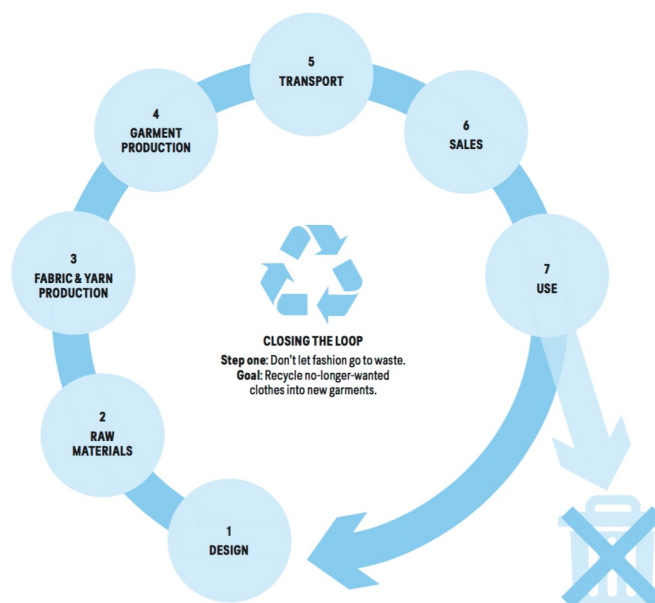 5
TRANSPORT
4
GARMENT
PRODUCTION
6
SALES
3
FABRIC & YARN
PRODUCTION
7
USE
CLOSING THE LOOP
Step one: Don't let fashion go to waste.
Goal: Recycle no-longer-wanted
clothes into new garments.
2
RAW
MATERIALS
1
DESIGN